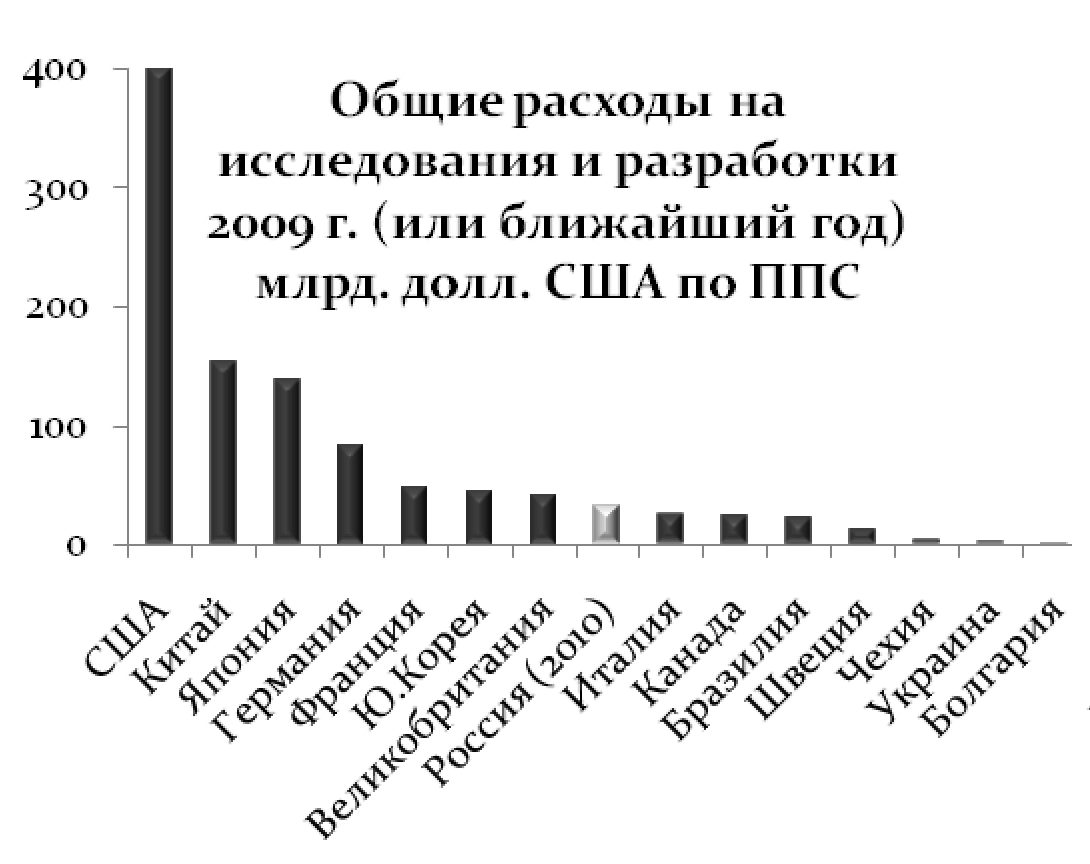 Общие расходы на
исследования и разработки
2009 г. (или ближайший год)
млрд. долл. США по ППС
400
300
200
100
0
США
Китай
Япония
Германия
Франция
Ю.Корея
Великобритания
Россия (2010)
Италия
Канада
Бразилия
Швеция
Чехия
Украина
Болгария